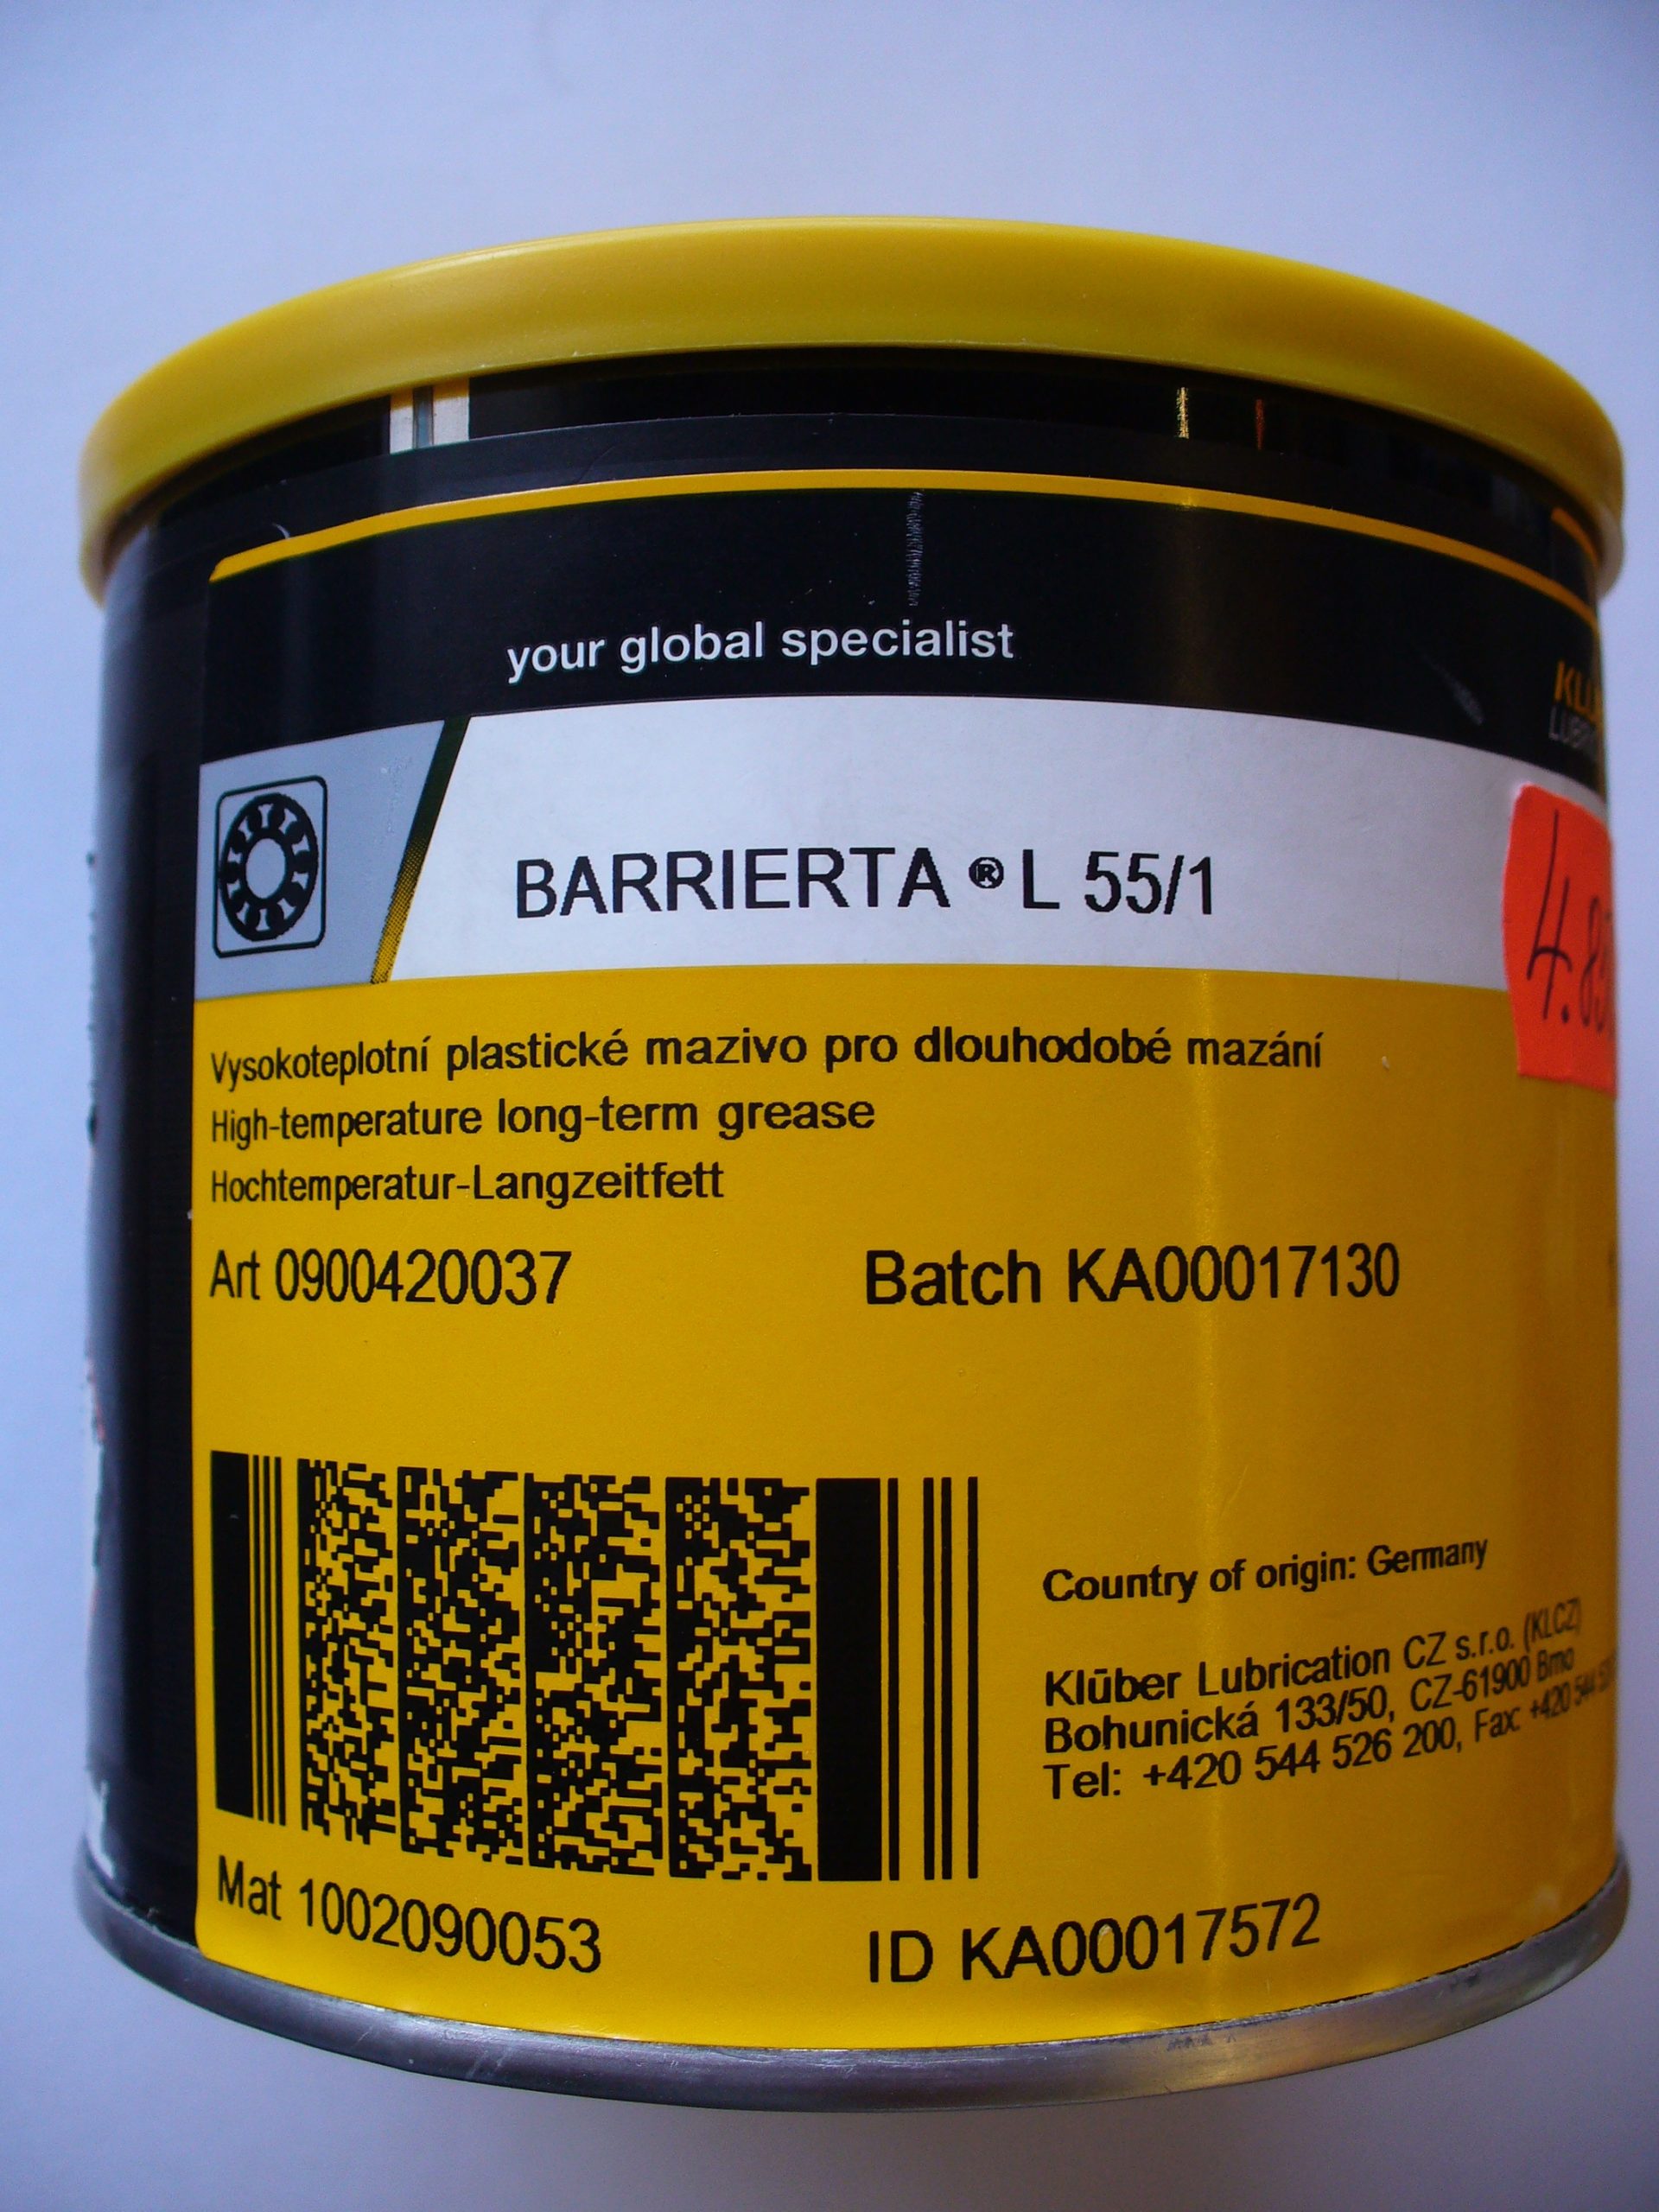 your global specialist
BARRIERTA ® L 55/1
Vysokoteplotní plastické mazivo pro dlouhodobé mazání
High-temperature long-term grease
Hochtemperatur-Langzeitfett
Art 0900420037 Batch KA00017130
Country of origin: Germany
Klüber Lubrication CZ s.r.o. (KLCZ)
Bohunická 133/50, CZ-61900 Brno
Tel: +420 544 526 200, Fax: +420 544
Mat 1002090053 ID KA00017572